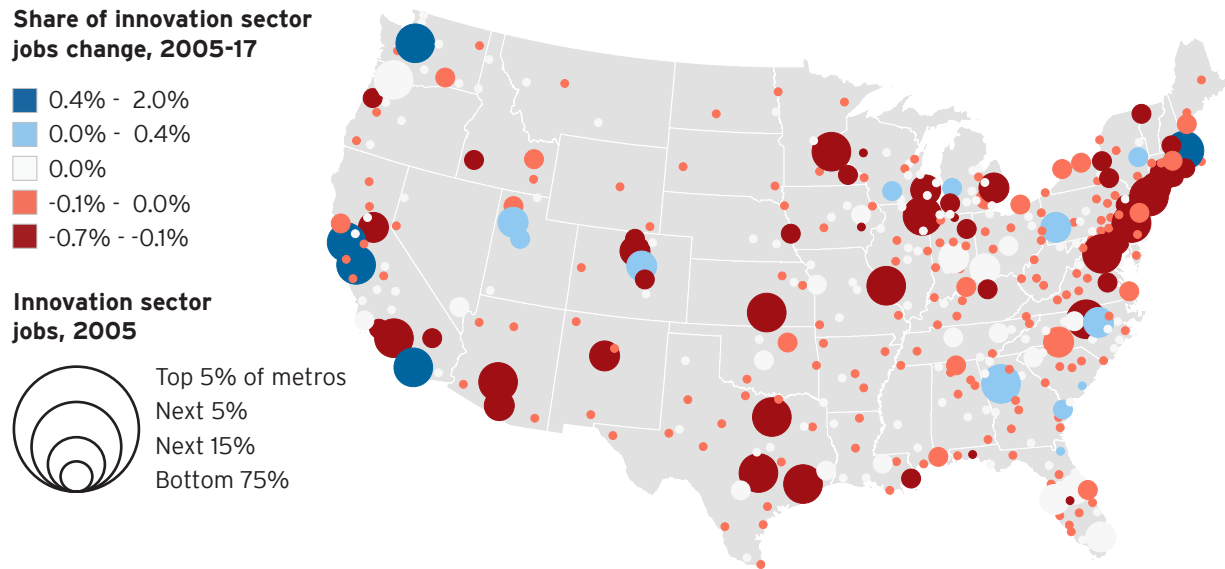 Share of innovation sector
jobs change, 2005-17
0.4% - 2.0%
0.0% - 0.4%
0.0%
-0.1% - 0.0%
-0.7% - -0.1%
Innovation sector
jobs, 2005
Top 5% of metros
Next 5%
Next 15%
Bottom 75%